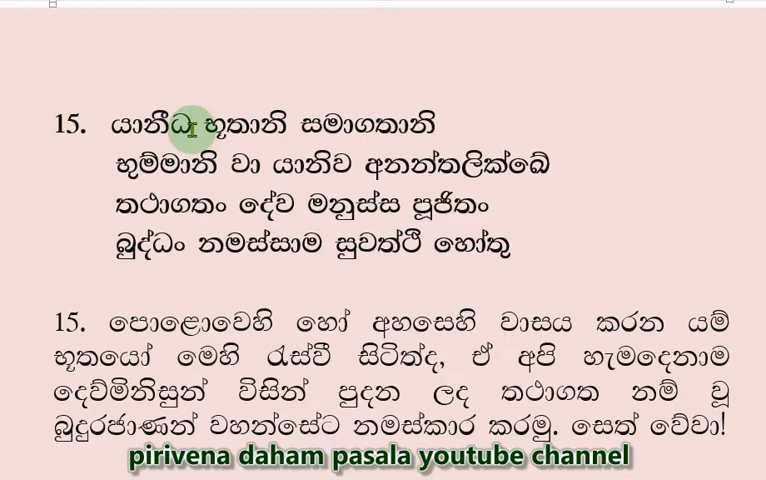 15. යානීධ භූතානි සමාගතානි
භුම්මානි වා යානිව අනන්තලික්ඛේ
තථාගතං දේව මනුස්ස පූජිතං
බුද්ධං නමස්සාම සුවත්ථි හෝතු
15. පොළොවෙහි හෝ අහසෙහි වාසය කරන යම්
භූතයෝ මෙහි රැස්වී සිටිත්ද, ඒ අපි හැමදෙනාම
දෙව්මිනිසුන් විසින් පුදන ලද තථාගත නම් වූ
බුදුරජාණන් වහන්සේට නමස්කාර කරමු. සෙත් වේවා!
pirivena daham pasala youtube channel